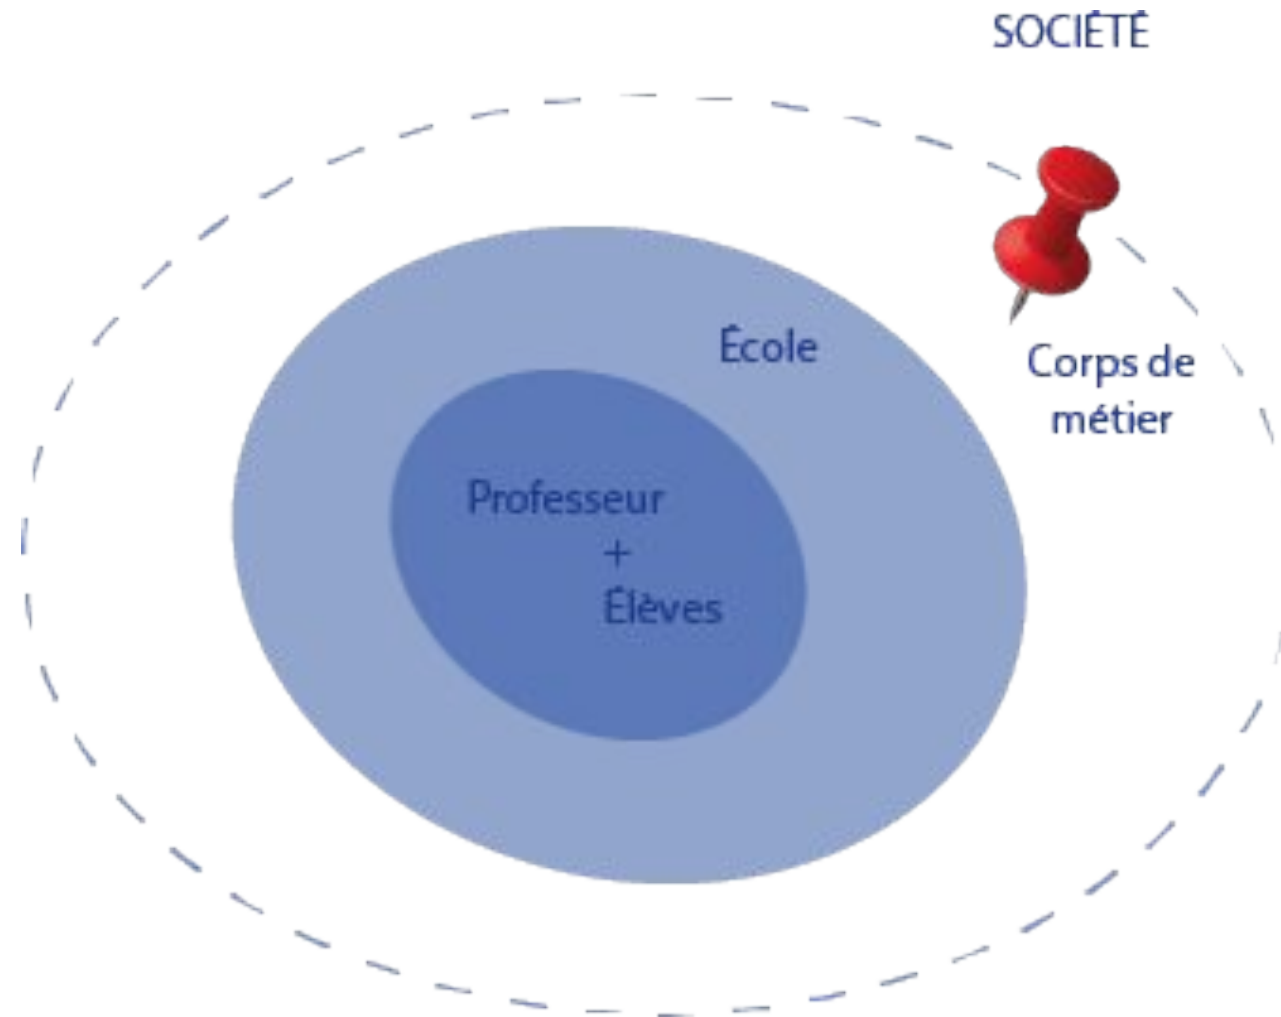 SOCIÉTÉ
École
Corps de
métier
Professeur
+
Élèves